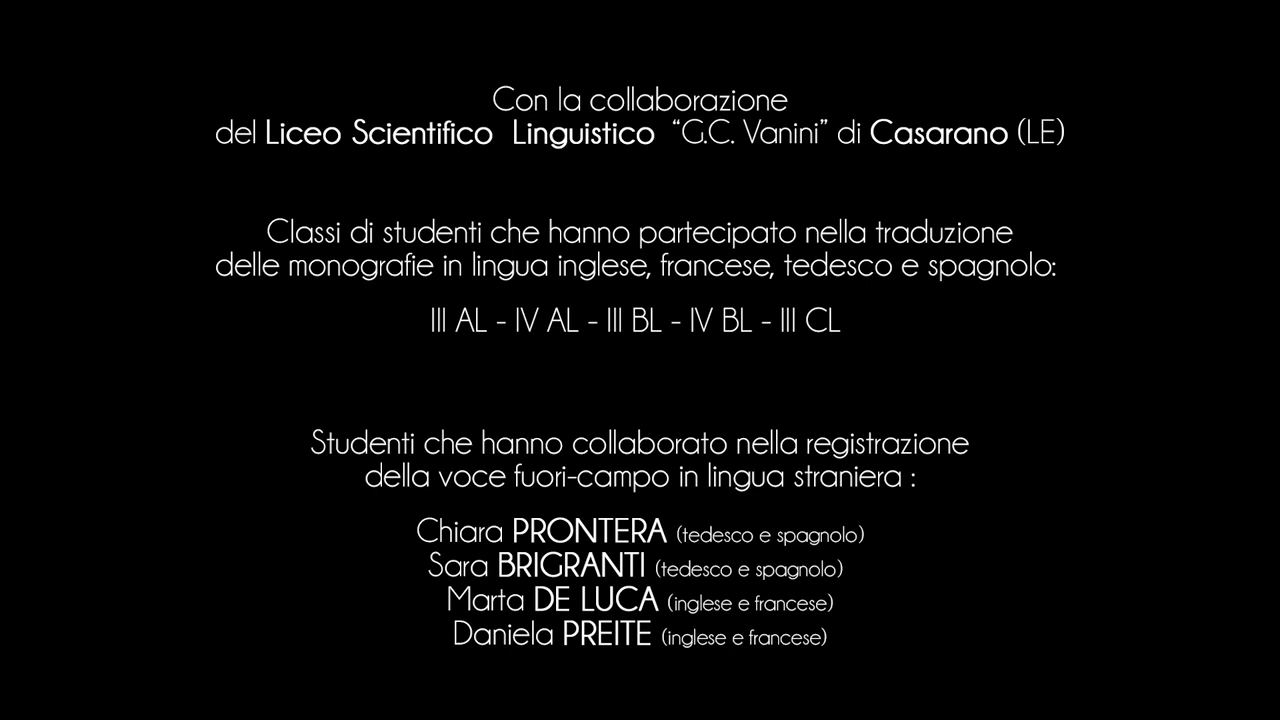 Con la collaborazione
del Liceo Scientifico Linguistico “G.C. Vanini” di Casarano (LE)
Classi di studenti che hanno partecipato nella traduzione
delle monografie in lingua inglese, francese, tedesco e spagnolo:
III AL - IV AL - III BL - IV BL - III CL
Studenti che hanno collaborato nella registrazione
della voce fuori-campo in lingua straniera :
Chiara PRONTERA (tedesco e spagnolo)
Sara BRIGRANTI (tedesco e spagnolo)
Marta DE LUCA (inglese e francese)
Daniela PREITE (inglese e francese)